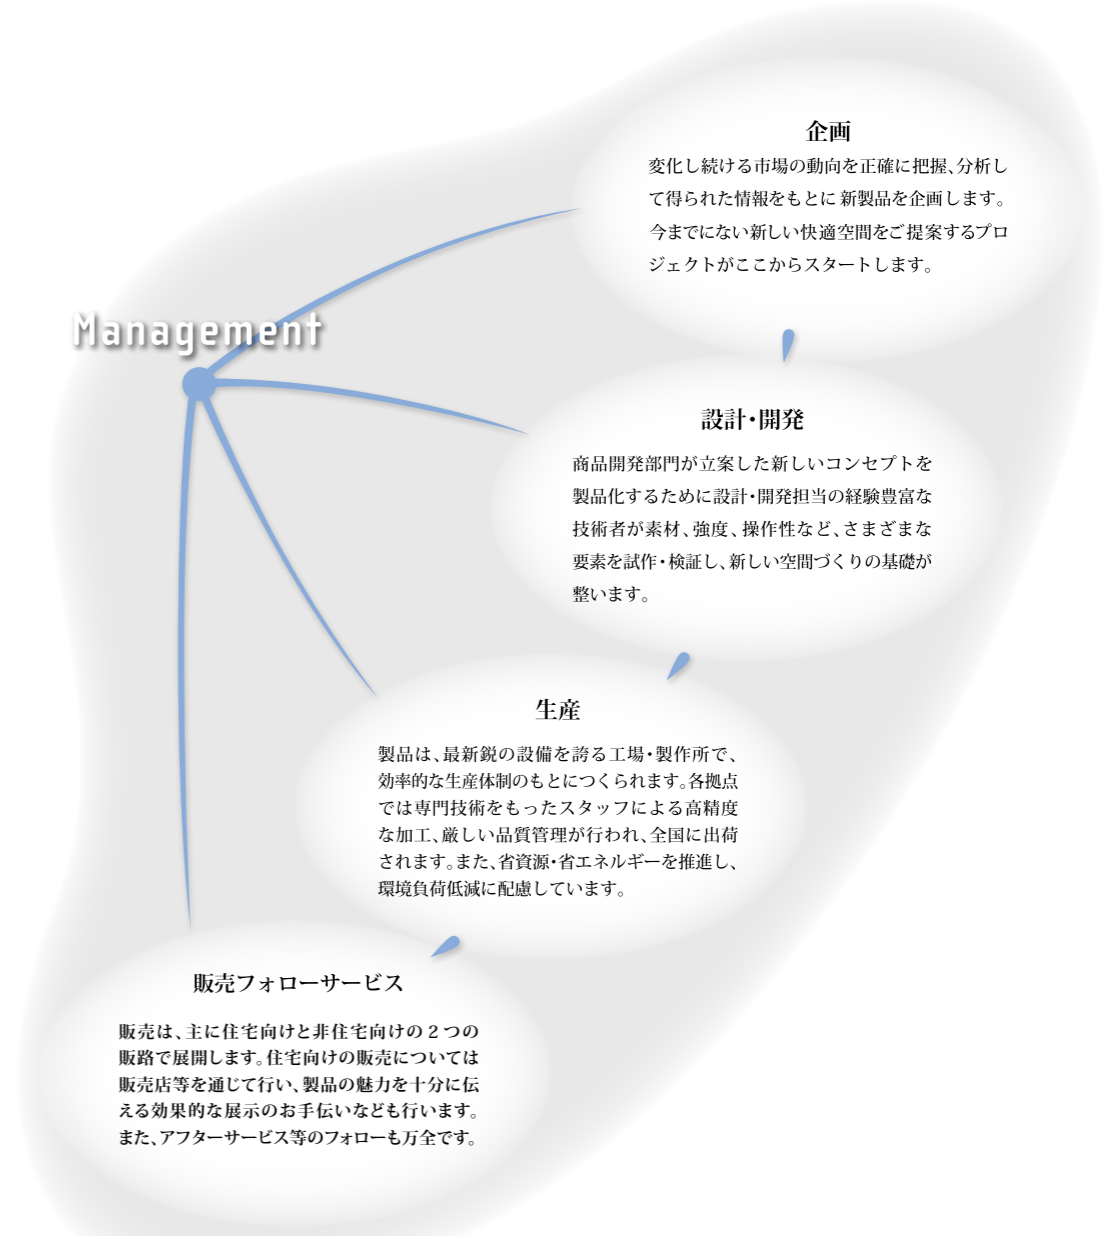 企画
変化し続ける市場の動向を正確に把握、分析し
て得られた情報をもとに新製品を企画します。
今までにない新しい快適空間をご提案するプロ
ジェクトがここからスタートします。
Management
設計・開発
商品開発部門が立案した新しいコンセプトを
製品化するために設計・開発担当の経験豊富な
技術者が素材、強度、操作性など、さまざまな
要素を試作・検証し、新しい空間づくりの基礎が
整います。
生産
製品は、最新鋭の設備を誇る工場・製作所で、
効率的な生産体制のもとにつくられます。各拠点
では専門技術をもったスタッフによる高精度
な加工、厳しい品質管理が行われ、全国に出荷
されます。また、省資源・省エネルギーを推進し、
環境負荷低減に配慮しています。
販売フォローサービス
販売は、主に住宅向けと非住宅向けの２つの
販路で展開します。住宅向けの販売については
販売店等を通じて行い、製品の魅力を十分に伝
える効果的な展示のお手伝いなども行います。
また、アフターサービス等のフォローも万全です。